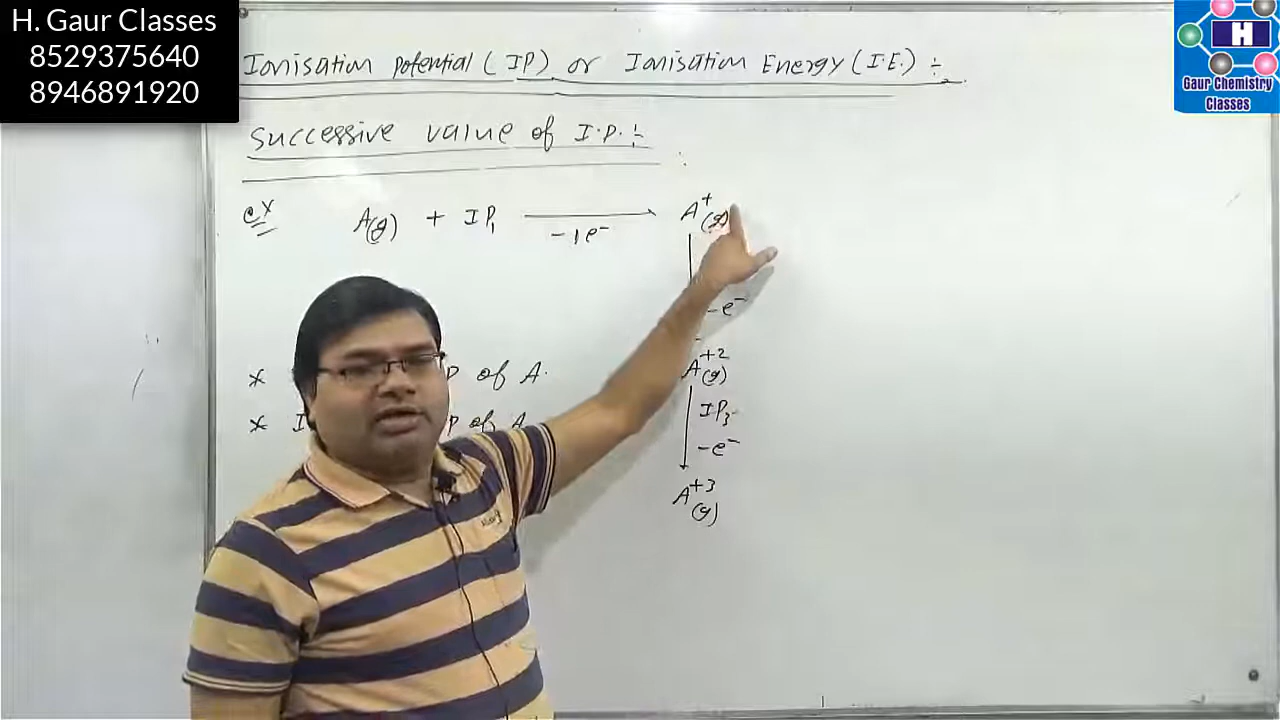 H. Gaur Classes
8529375640
8946891920
H
Gaur Chemistry
Classes
Ionisation potential (IP) or Ionisation Energy (I.E.) :-
Successive value of I.P. :-
ex A(g) + IP₁ → A⁺(g)
-1e⁻
-e⁻
A⁺²(g)
IP₃
-e⁻
A⁺³(g)
* P of A.
* I P of A